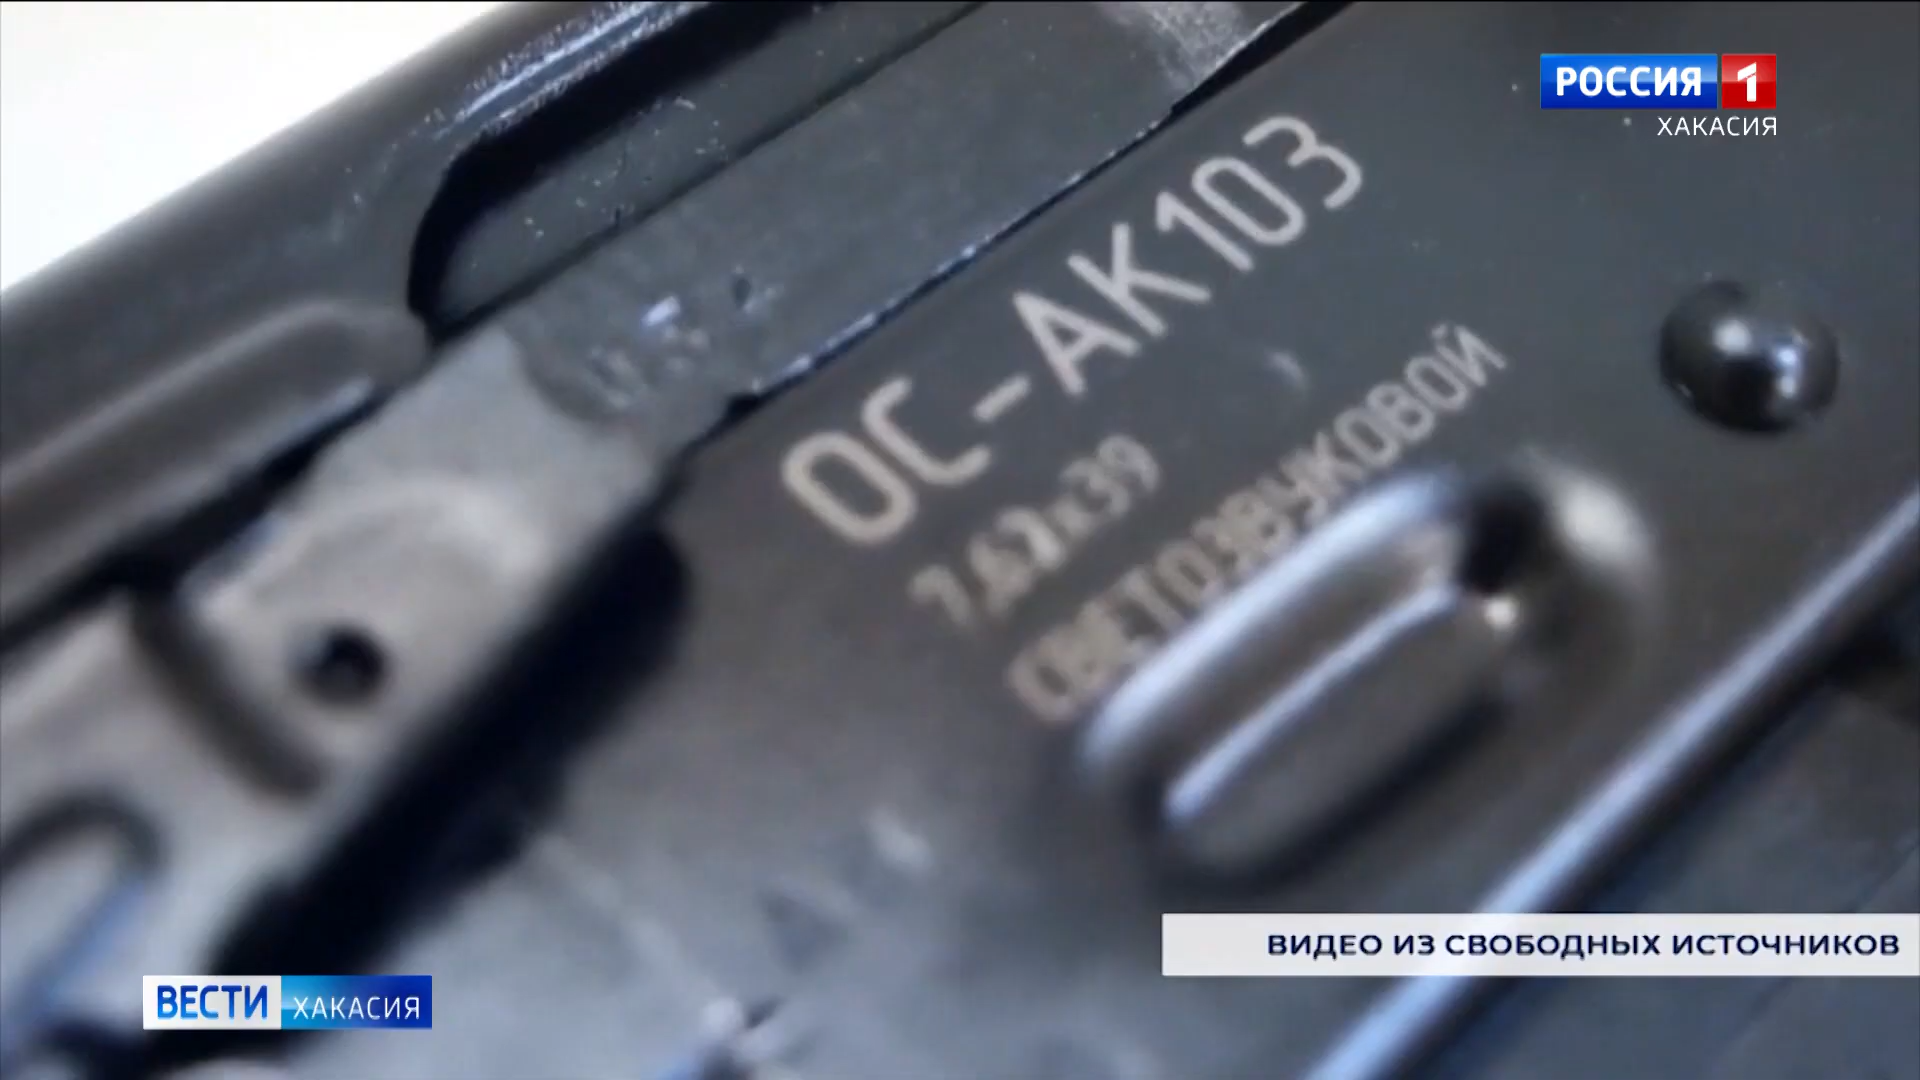 РОССИЯ 1
ХАКАСИЯ
ОС-АК103
7,62х39
СВЕТОЗВУКОВОЙ
ВИДЕО ИЗ СВОБОДНЫХ ИСТОЧНИКОВ
ВЕСТИ ХАКАСИЯ